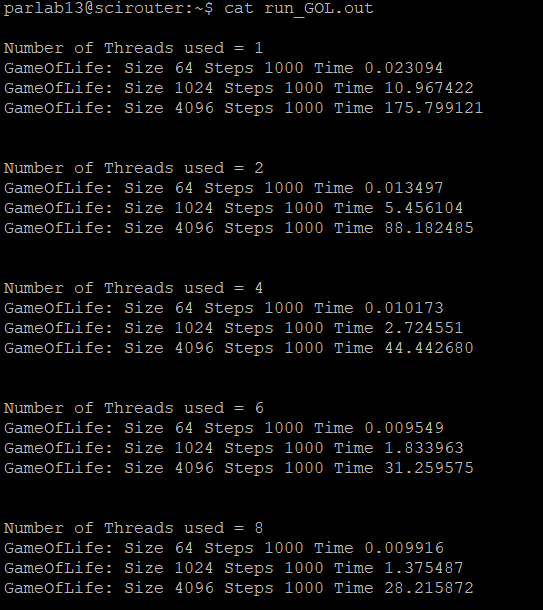 parlab13@scirouter:~$ cat run_GOL.out
Number of Threads used = 1
GameOfLife: Size 64 Steps 1000 Time 0.023094
GameOfLife: Size 1024 Steps 1000 Time 10.967422
GameOfLife: Size 4096 Steps 1000 Time 175.799121
Number of Threads used = 2
GameOfLife: Size 64 Steps 1000 Time 0.013497
GameOfLife: Size 1024 Steps 1000 Time 5.456104
GameOfLife: Size 4096 Steps 1000 Time 88.182485
Number of Threads used = 4
GameOfLife: Size 64 Steps 1000 Time 0.010173
GameOfLife: Size 1024 Steps 1000 Time 2.724551
GameOfLife: Size 4096 Steps 1000 Time 44.442680
Number of Threads used = 6
GameOfLife: Size 64 Steps 1000 Time 0.009549
GameOfLife: Size 1024 Steps 1000 Time 1.833963
GameOfLife: Size 4096 Steps 1000 Time 31.259575
Number of Threads used = 8
GameOfLife: Size 64 Steps 1000 Time 0.009916
GameOfLife: Size 1024 Steps 1000 Time 1.375487
GameOfLife: Size 4096 Steps 1000 Time 28.215872